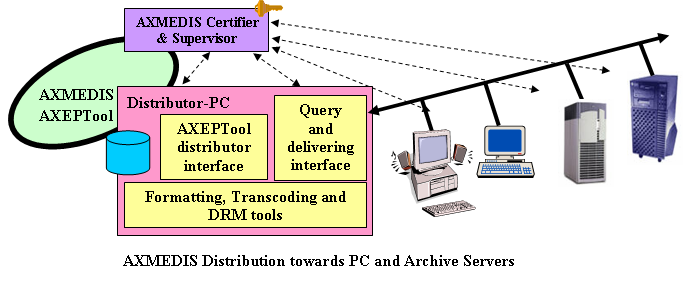 AXMEDIS Certifier
& Supervisor
AXMEDIS
AXEPTool
Distributor-PC
AXEPTool
distributor
interface
Query
and
delivering
interface
Formatting, Transcoding and
DRM tools
AXMEDIS Distribution towards PC and Archive Servers